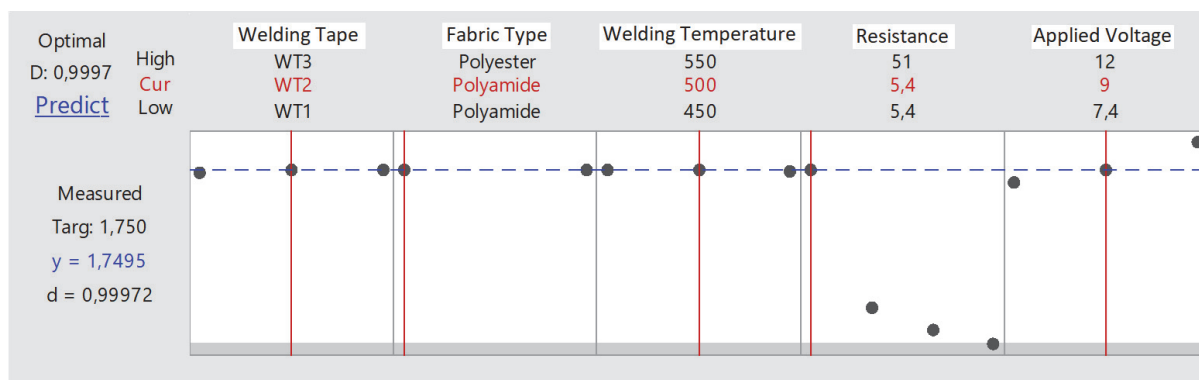 Optimal
D: 0,9997
Predict
High
Cur
Low
Welding Tape
WT3
WT2
WT1
Fabric Type
Polyester
Polyamide
Polyamide
Welding Temperature
550
500
450
Resistance
51
5,4
5,4
Applied Voltage
12
9
7,4
Measured
Targ: 1,750
y = 1,7495
d = 0,99972